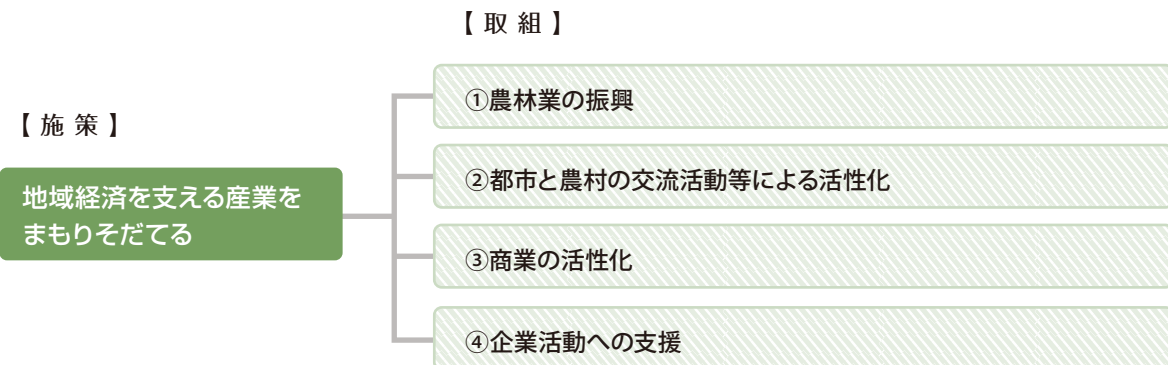 【取組】
①農林業の振興
【施策】
②都市と農村の交流活動等による活性化
地域経済を支える産業を
まもりそだてる
③商業の活性化
④企業活動への支援